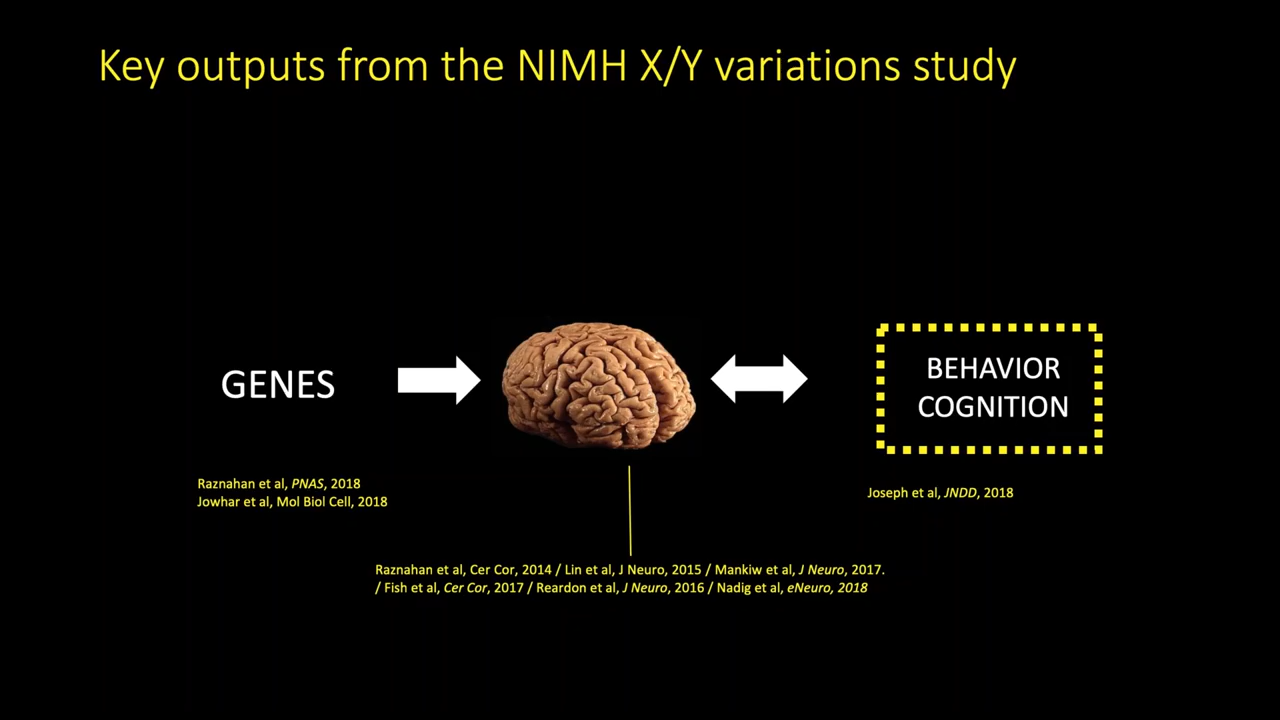 Key outputs from the NIMH X/Y variations study
GENES
BEHAVIOR
COGNITION
Raznahan et al, PNAS, 2018
Jowhar et al, Mol Biol Cell, 2018
Joseph et al, JNDD, 2018
Raznahan et al, Cer Cor, 2014 / Lin et al, J Neuro, 2015 / Mankiw et al, J Neuro, 2017.
/ Fish et al, Cer Cor, 2017 / Reardon et al, J Neuro, 2016 / Nadig et al, eNeuro, 2018